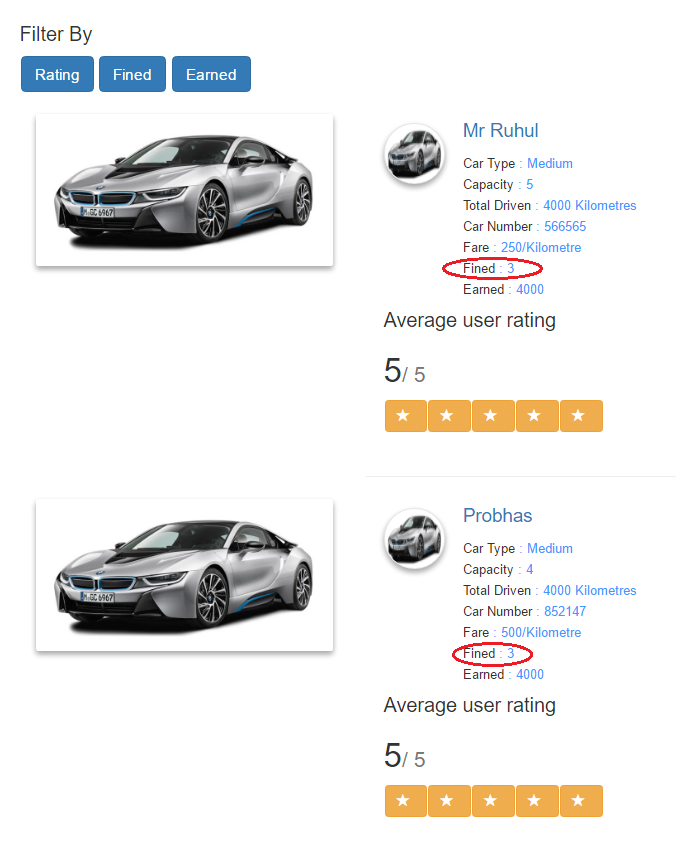 Filter By
Rating Fined Earned
M·GC 6967
Mr Ruhul
Car Type : Medium
Capacity : 5
Total Driven : 4000 Kilometres
Car Number : 566565
Fare : 250/Kilometre
Fined : 3
Earned : 4000
Average user rating
5/ 5
M·GC 6967
Probhas
Car Type : Medium
Capacity : 4
Total Driven : 4000 Kilometres
Car Number : 852147
Fare : 500/Kilometre
Fined : 3
Earned : 4000
Average user rating
5/ 5